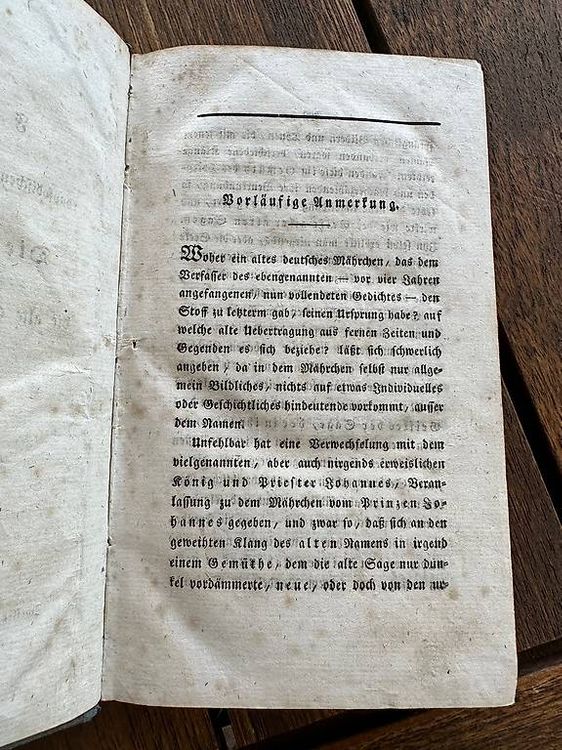 Vorläufige Anmerkung.
Woher ein altes deutsches Mährchen, das dem
Verfasser des ebengenannten — vor vier Jahren
angefangenen, nun vollendeten Gedichtes — den
Stoff zu letzterm gab, seinen Ursprung habe? auf
welche alte Uebertragung aus fernen Zeiten und
Gegenden es sich beziehe? läßt sich schwerlich
angeben, da in dem Mährchen selbst nur allge-
mein Bildliches, nichts auf etwas Individuelles
oder Geschichtliches hindeutende vorkommt, ausser
dem Namen.
Unfehlbar hat eine Verwechselung mit dem
vielgenannten, aber auch nirgends erweislichen
König und Priester Johannes, Veran-
lassung zu dem Mährchen vom Prinzen Jo-
hannes gegeben, und zwar so, daß sich an den
geweihten Klang des alten Namens in irgend
einem Gemüthe, dem die alte Sage nur dun-
kel vordämmerte, neue, oder doch von den ur-